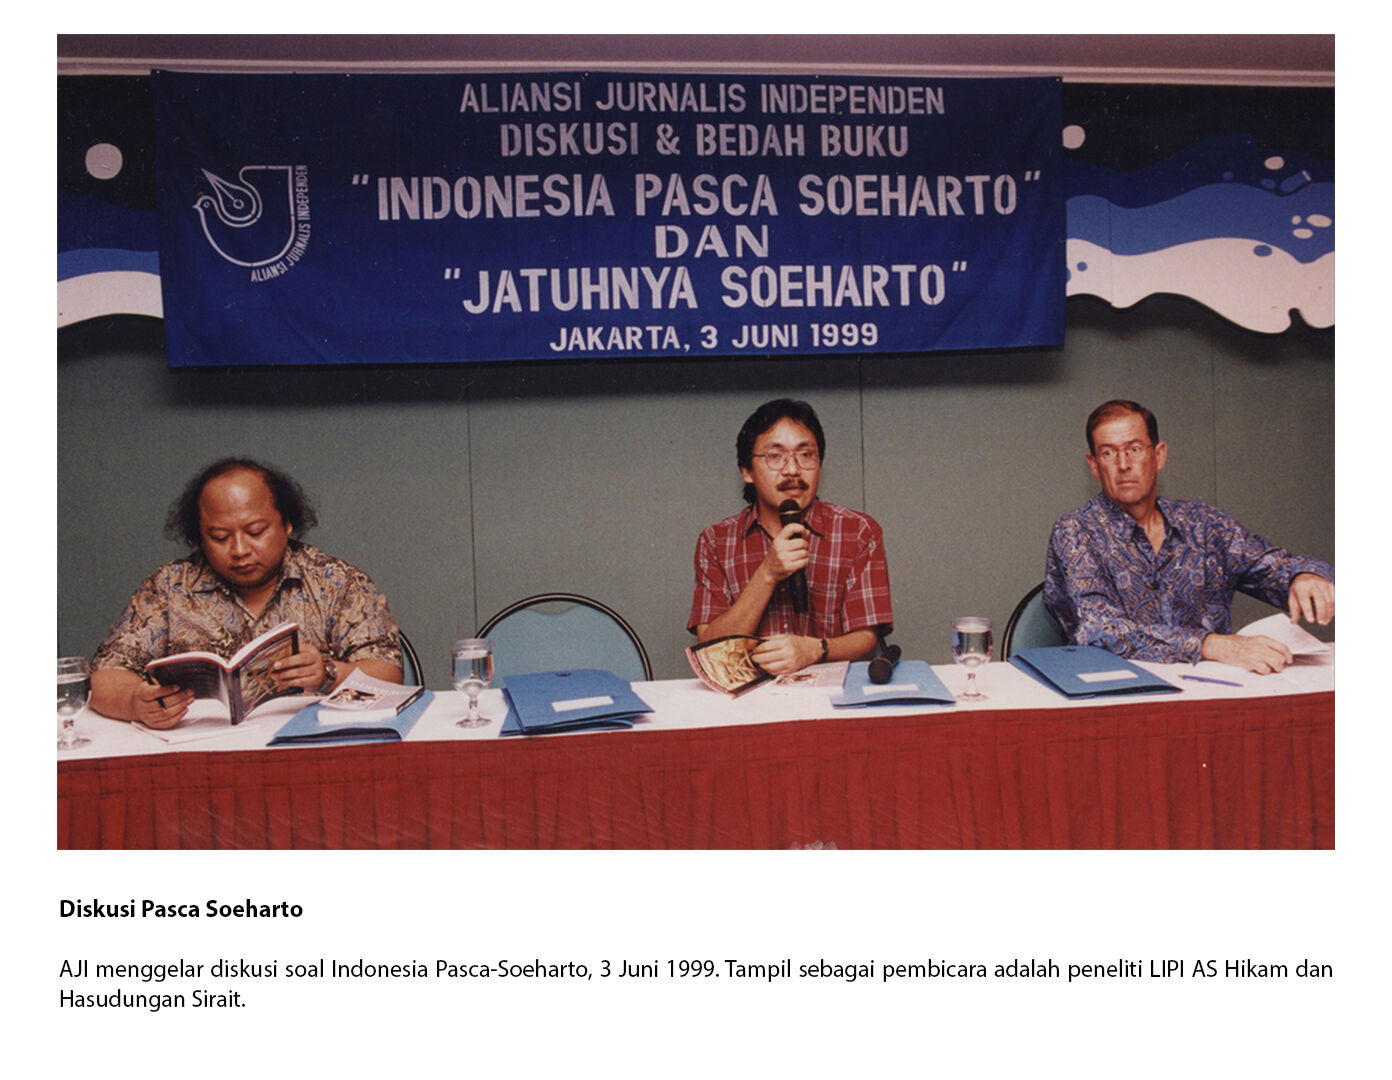 ALIANSI JURNALIS INDEPENDEN
DISKUSI & BEDAH BUKU
"INDONESIA PASCA SOEHARTO"
DAN
"JATUHNYA SOEHARTO"
JAKARTA, 3 JUNI 1999
ALIANSI JURNALIS INDEPENDEN
Diskusi Pasca Soeharto
AJI menggelar diskusi soal Indonesia Pasca-Soeharto, 3 Juni 1999. Tampil sebagai pembicara adalah peneliti LIPI AS Hikam dan
Hasudungan Sirait.